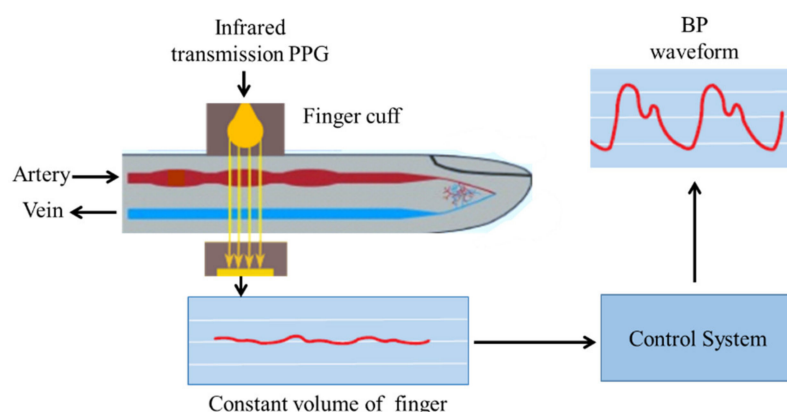 Infrared
transmission PPG
Finger cuff
Artery
Vein
Constant volume of finger
Control System
BP
waveform